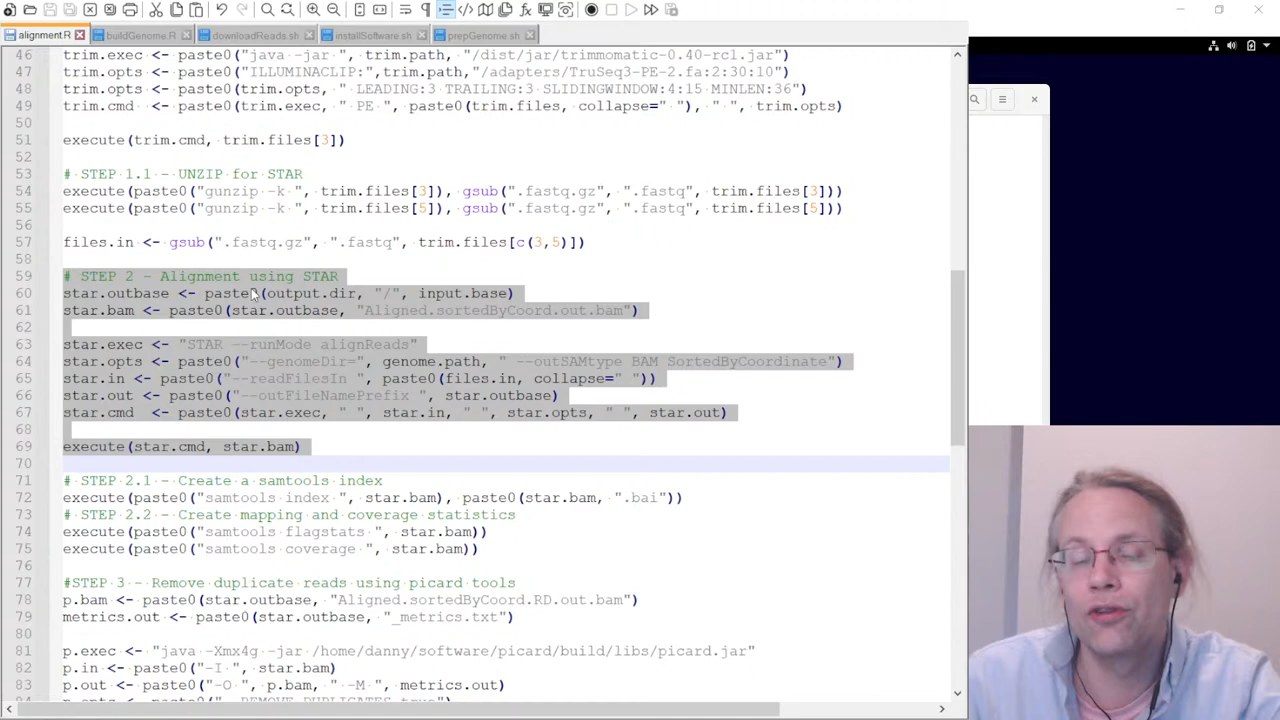 alignment.R buildGenome.R downloadReads.sh installSoftware.sh prepGenome.sh
46 trim.exec <- paste0("java -jar ", trim.path, "/dist/jar/trimmomatic-0.40-rc1.jar")
47 trim.opts <- paste0("ILLUMINACLIP:",trim.path,"/adapters/TruSeq3-PE-2.fa:2:30:10")
48 trim.opts <- paste0(trim.opts, " LEADING:3 TRAILING:3 SLIDINGWINDOW:4:15 MINLEN:36")
49 trim.cmd <- paste0(trim.exec, " PE ", paste0(trim.files, collapse=" "), " ", trim.opts)
50
51 execute(trim.cmd, trim.files[3])
52
53 # STEP 1.1 - UNZIP for STAR
54 execute(paste0("gunzip -k ", trim.files[3]), gsub(".fastq.gz", ".fastq", trim.files[3]))
55 execute(paste0("gunzip -k ", trim.files[5]), gsub(".fastq.gz", ".fastq", trim.files[5]))
56
57 files.in <- gsub(".fastq.gz", ".fastq", trim.files[c(3,5)])
58
59 # STEP 2 - Alignment using STAR
60 star.outbase <- paste0(output.dir, "/", input.base)
61 star.bam <- paste0(star.outbase, "Aligned.sortedByCoord.out.bam")
62
63 star.exec <- "STAR --runMode alignReads"
64 star.opts <- paste0("--genomeDir=", genome.path, " --outSAMtype BAM SortedByCoordinate")
65 star.in <- paste0("--readFilesIn ", paste0(files.in, collapse=" "))
66 star.out <- paste0("--outFileNamePrefix ", star.outbase)
67 star.cmd  <- paste0(star.exec, " ", star.in, " ", star.opts, " ", star.out)
68
69 execute(star.cmd, star.bam)
70
71 # STEP 2.1 - Create a samtools index
72 execute(paste0("samtools index ", star.bam), paste0(star.bam, ".bai"))
73 # STEP 2.2 - Create mapping and coverage statistics
74 execute(paste0("samtools flagstats ", star.bam))
75 execute(paste0("samtools coverage ", star.bam))
76
77 #STEP 3 - Remove duplicate reads using picard tools
78 p.bam <- paste0(star.outbase, "Aligned.sortedByCoord.RD.out.bam")
79 metrics.out <- paste0(star.outbase, "_metrics.txt")
80
81 p.exec <- "java -Xmx4g -jar /home/danny/software/picard/build/libs/picard.jar"
82 p.in <- paste0("-I ", star.bam)
83 p.out <- paste0("-O ", p.bam, " -M ", metrics.out)